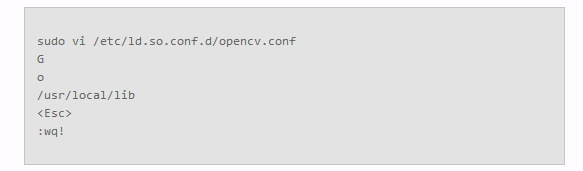 sudo vi /etc/ld.so.conf.d/opencv.conf
G
o
/usr/local/lib
<Esc>
:wq!